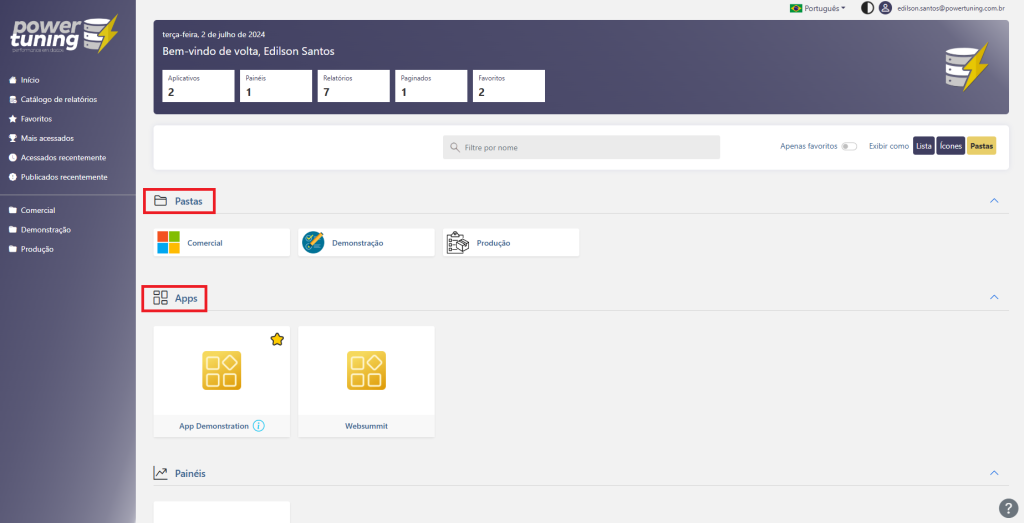 Português
edilson.santos@powertuning.com.br
power
tuning
performance em dados
Início
Catálogo de relatórios
Favoritos
Mais acessados
Acessados recentemente
Publicados recentemente
Comercial
Demonstração
Produção
terça-feira, 2 de julho de 2024
Bem-vindo de volta, Edilson Santos
Aplicativos
2
Painéis
1
Relatórios
7
Paginados
1
Favoritos
2
Filtre por nome
Apenas favoritos
Exibir como
Lista
Ícones
Pastas
Pastas
Comercial
Demonstração
Produção
Apps
App Demonstration
Websummit
Painéis
?